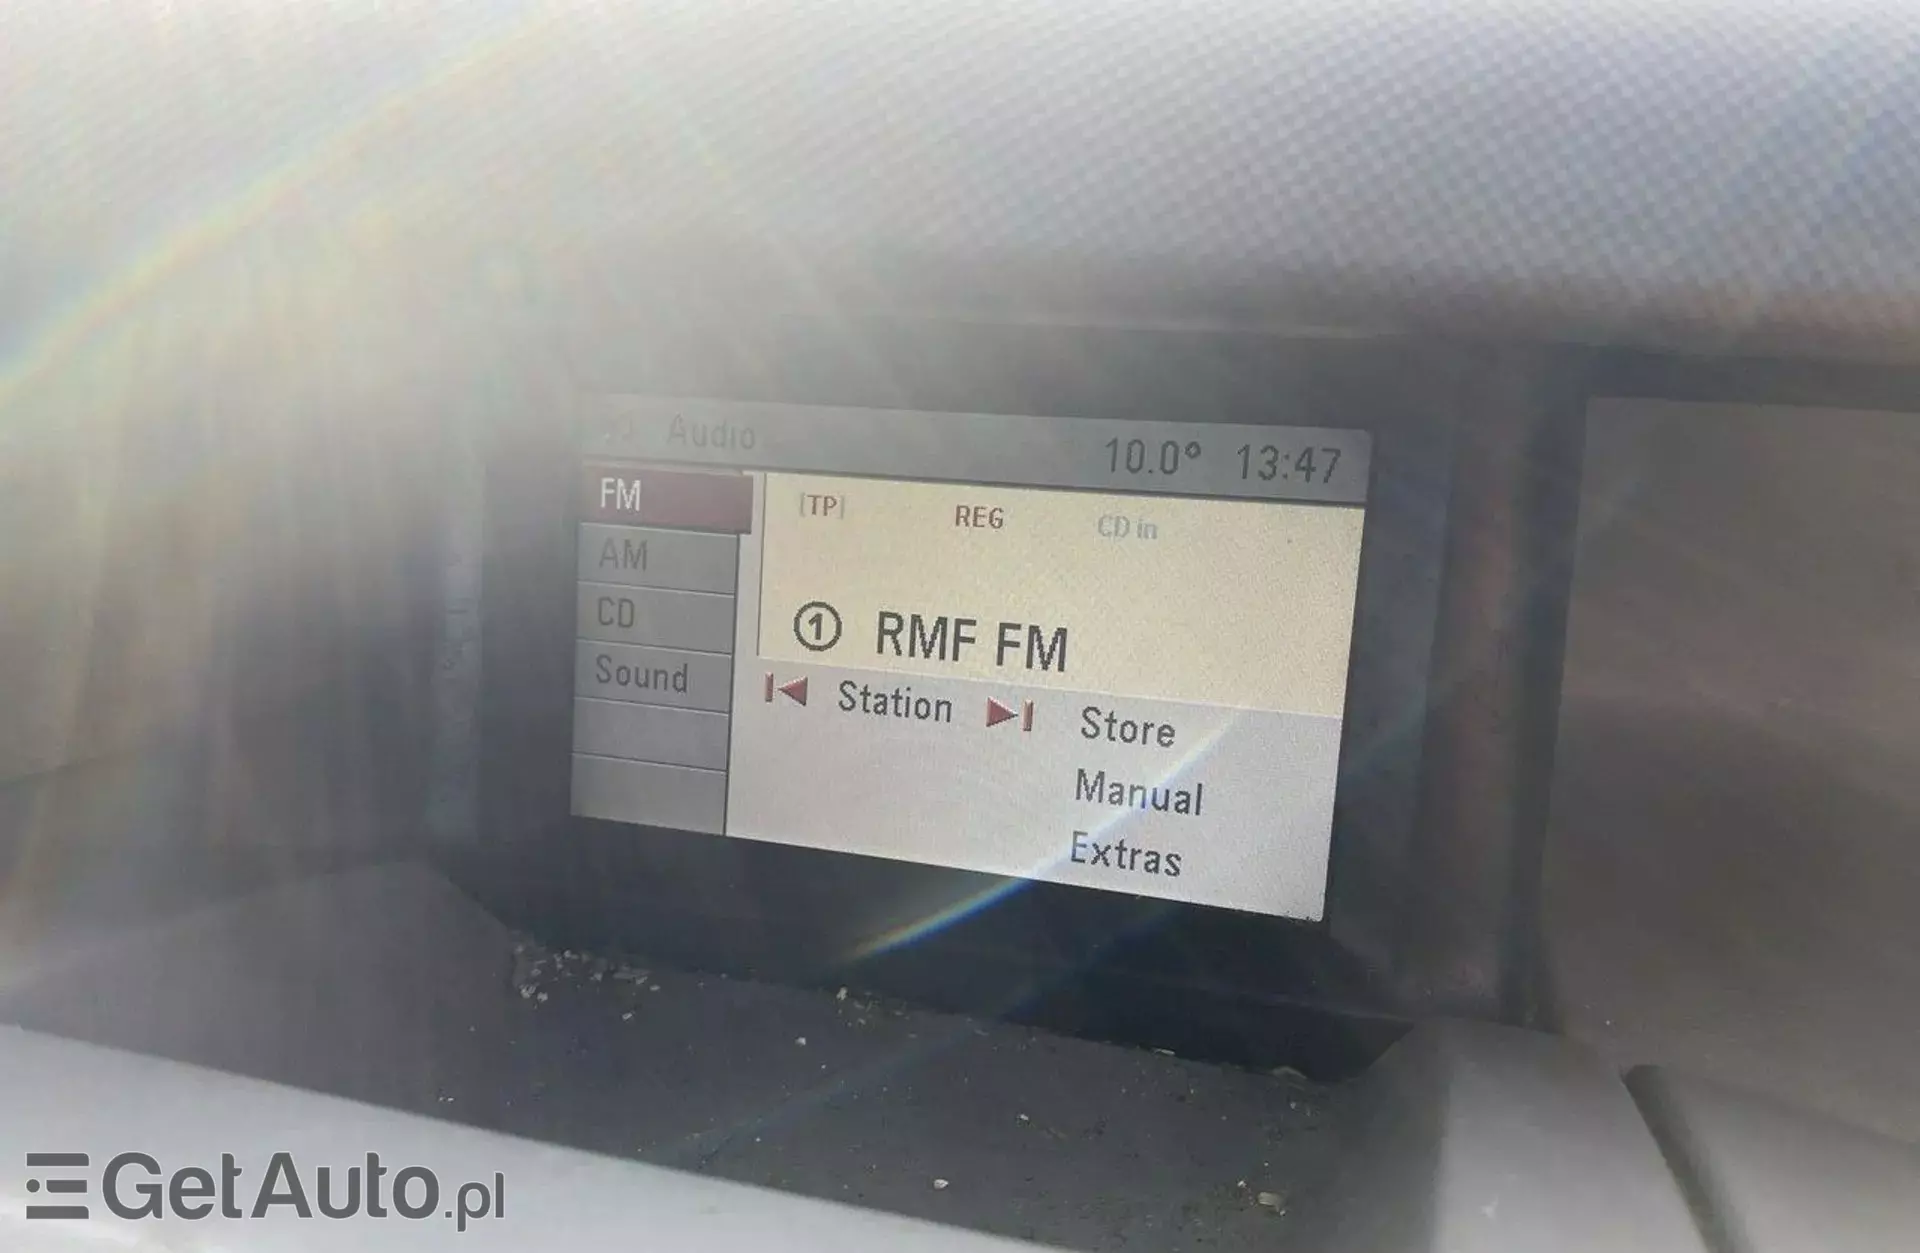 Audio 10.0° 13:47
FM
[TP] REG CD in
AM
CD
① RMF FM
Sound
Station Store
Manual
Extras
GetAuto.pl